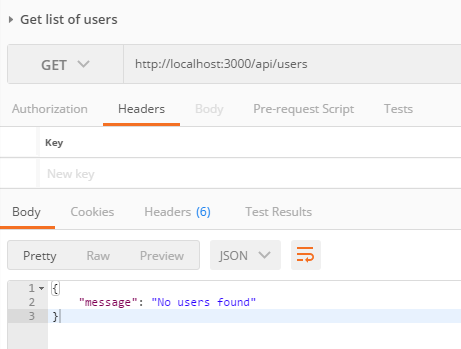 Get list of users
GET http://localhost:3000/api/users
Authorization Headers Body Pre-request Script Tests
Key
New key
Body Cookies Headers (6) Test Results
Pretty Raw Preview JSON
1 {
2 "message": "No users found"
3 }